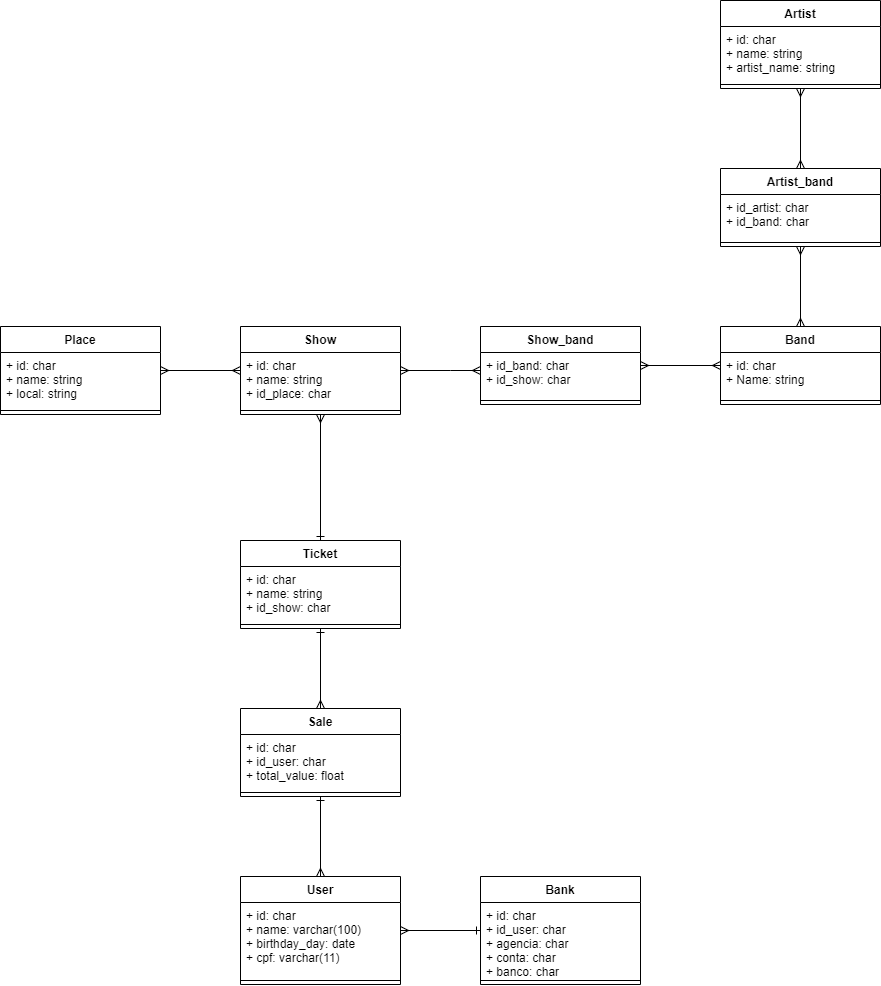 Artist
+ id: char
+ name: string
+ artist_name: string
Artist_band
+ id_artist: char
+ id_band: char
Place
+ id: char
+ name: string
+ local: string
Show
+ id: char
+ name: string
+ id_place: char
Show_band
+ id_band: char
+ id_show: char
Band
+ id: char
+ Name: string
Ticket
+ id: char
+ name: string
+ id_show: char
Sale
+ id: char
+ id_user: char
+ total_value: float
User
+ id: char
+ name: varchar(100)
+ birthday_day: date
+ cpf: varchar(11)
Bank
+ id: char
+ id_user: char
+ agencia: char
+ conta: char
+ banco: char